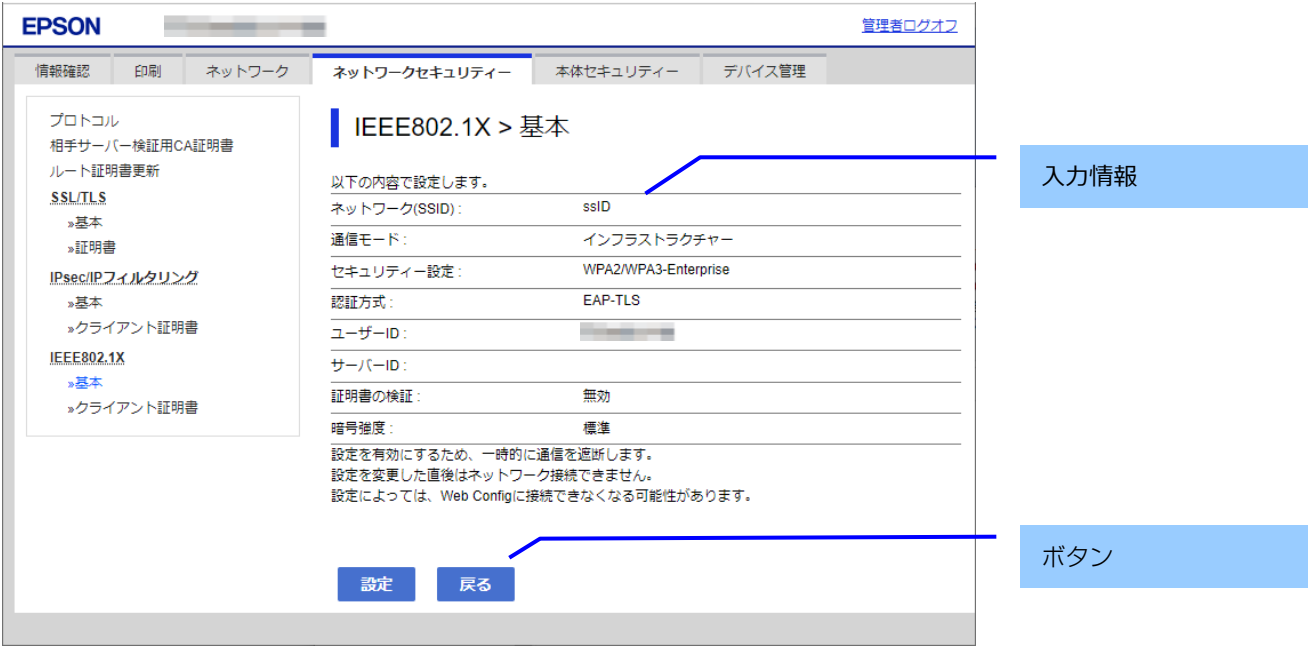 EPSON
管理者ログオフ
情報確認 印刷 ネットワーク ネットワークセキュリティー 本体セキュリティー デバイス管理
プロトコル
相手サーバー検証用CA証明書
ルート証明書更新
SSL/TLS
»基本
»証明書
IPsec/IPフィルタリング
»基本
»クライアント証明書
IEEE802.1X
»基本
»クライアント証明書
IEEE802.1X > 基本
以下の内容で設定します。
ネットワーク(SSID) : ssID
通信モード : インフラストラクチャー
セキュリティー設定 : WPA2/WPA3-Enterprise
認証方式 : EAP-TLS
ユーザーID :
サーバーID :
証明書の検証 : 無効
暗号強度 : 標準
設定を有効にするため、一時的に通信を遮断します。
設定を変更した直後はネットワーク接続できません。
設定によっては、Web Configに接続できなくなる可能性があります。
設定 戻る
入力情報
ボタン